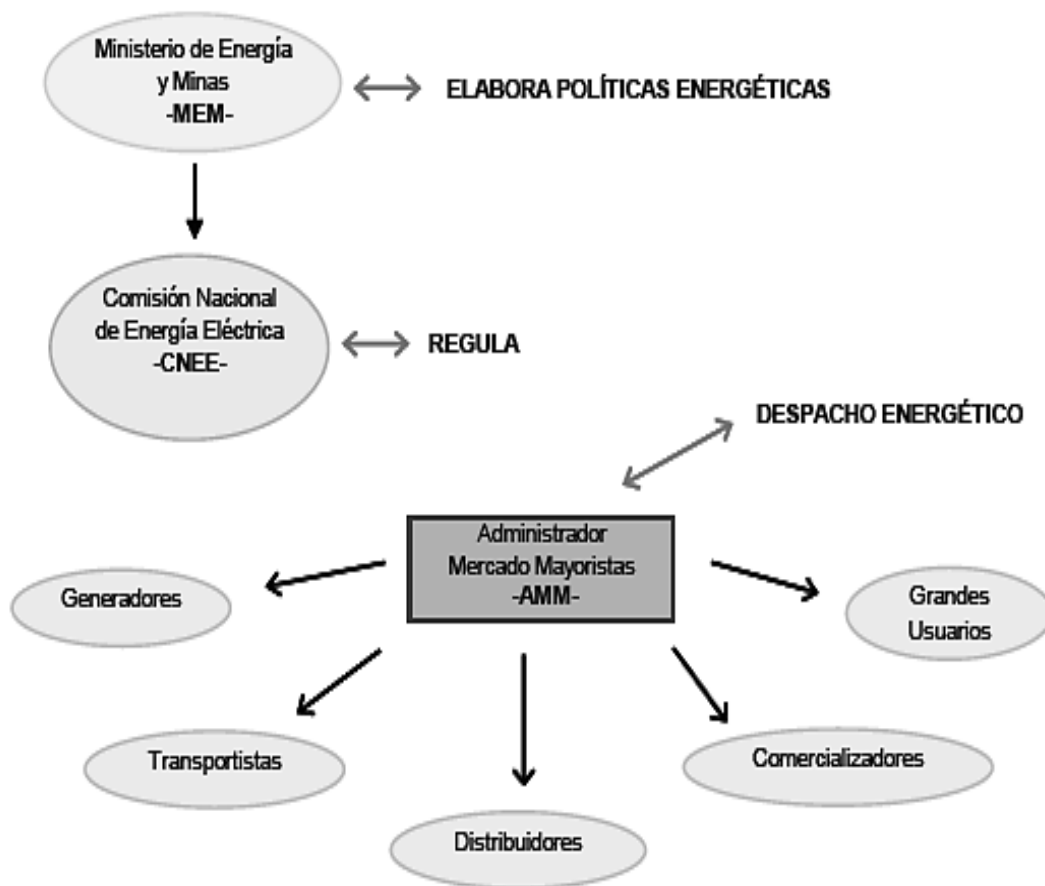 Ministerio de Energía
y Minas
-MEM-
ELABORA POLÍTICAS ENERGÉTICAS
Comisión Nacional
de Energía Eléctrica
-CNEE-
REGULA
DESPACHO ENERGÉTICO
Administrador
Mercado Mayoristas
-AMM-
Generadores
Grandes
Usuarios
Transportistas
Comercializadores
Distribuidores